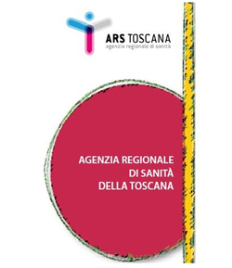 ARS TOSCANA
agenzia regionale di sanità
AGENZIA REGIONALE
DI SANITÀ
DELLA TOSCANA